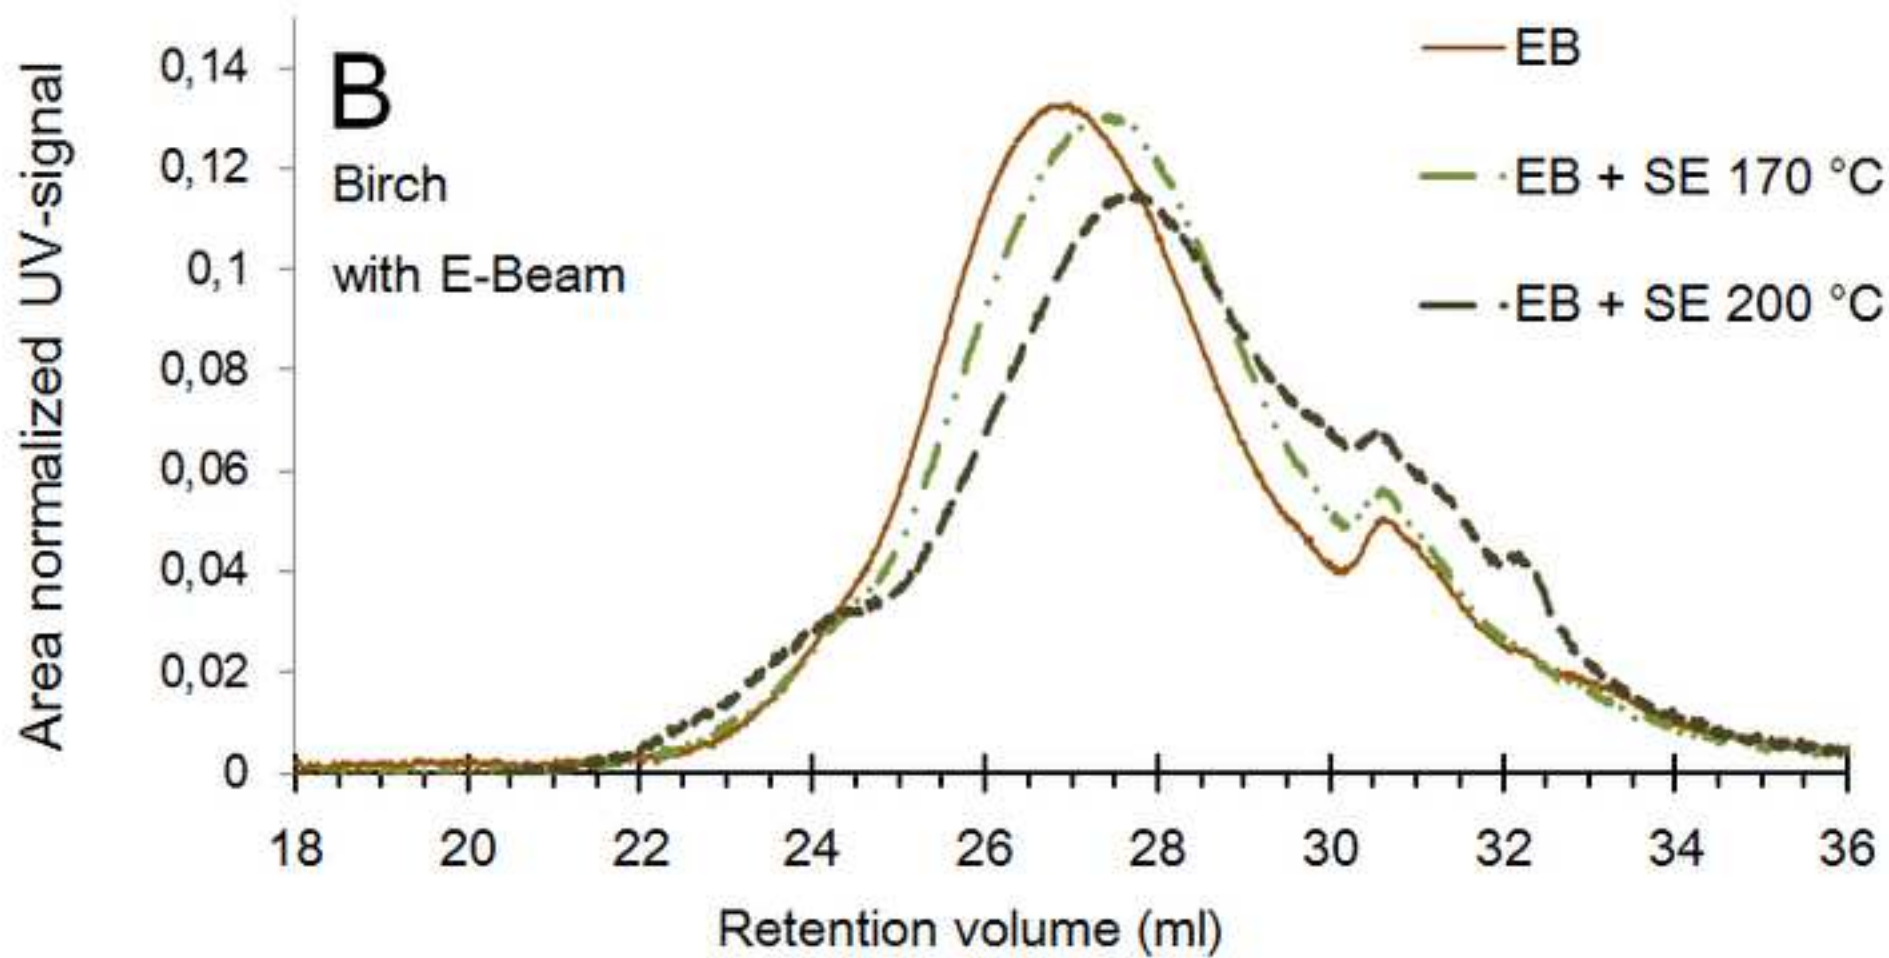 B
Birch
with E-Beam
EB
EB + SE 170 °C
EB + SE 200 °C
Area normalized UV-signal
0,14
0,12
0,1
0,08
0,06
0,04
0,02
0
18 20 22 24 26 28 30 32 34 36
Retention volume (ml)